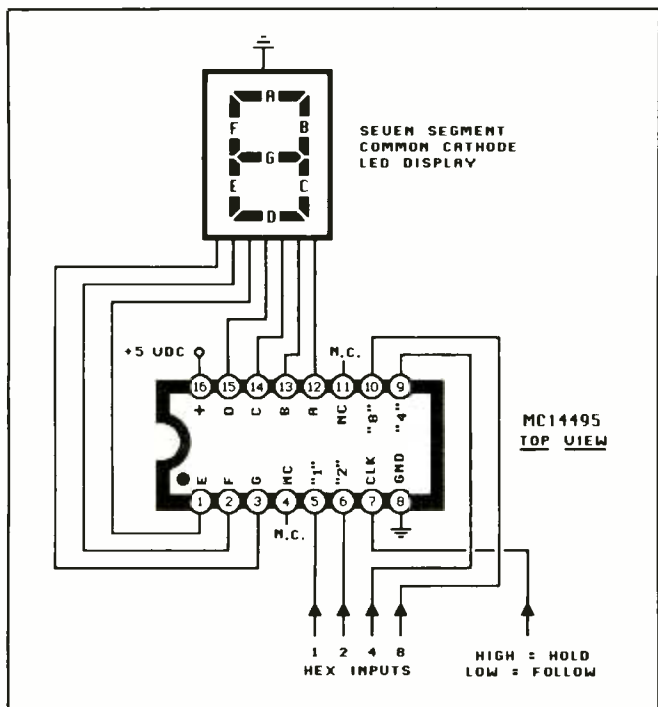 A
F B
G
E C
D
SEVEN SEGMENT
COMMON CATHODE
LED DISPLAY
+5 VDC
N.C.
16 15 14 13 12 11 10 9
+ D C B A NC "8" "4"
MC14495
TOP VIEW
E F G NC "1" "2" CLK GND
1 2 3 4 5 6 7 8
N.C.
1 2 4 8
HEX INPUTS
HIGH = HOLD
LOW = FOLLOW